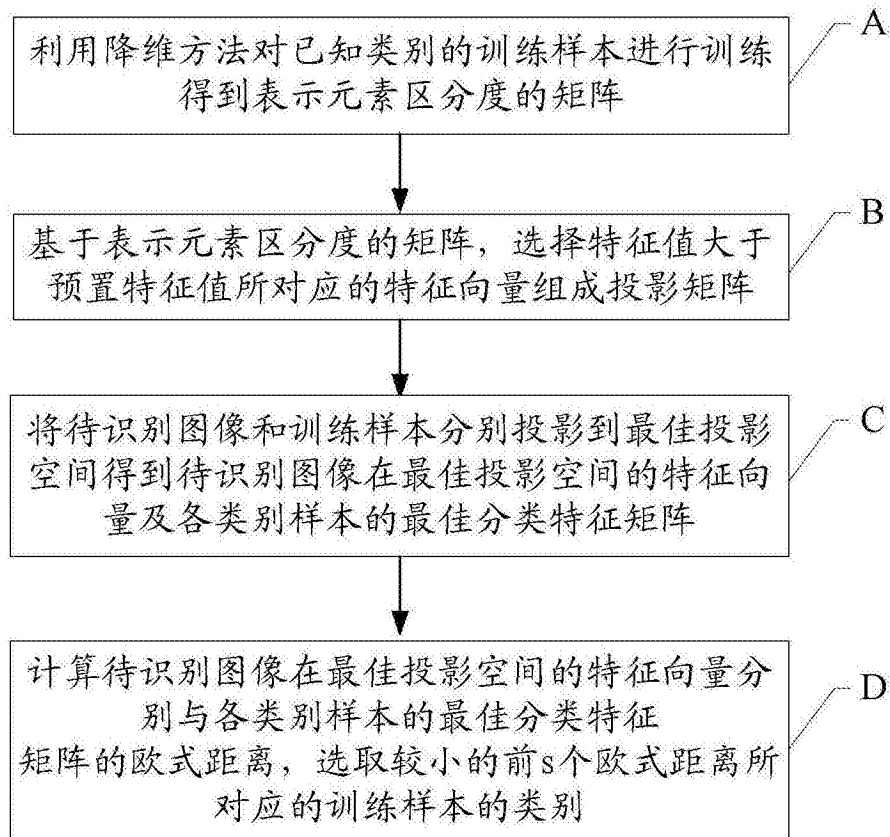 利用降维方法对已知类别的训练样本进行训练
得到表示元素区分度的矩阵
A
基于表示元素区分度的矩阵，选择特征值大于
预置特征值所对应的特征向量组成投影矩阵
B
将待识别图像和训练样本分别投影到最佳投影
空间得到待识别图像在最佳投影空间的特征向
量及各类别样本的最佳分类特征矩阵
C
计算待识别图像在最佳投影空间的特征向量分
别与各类别样本的最佳分类特征
矩阵的欧式距离，选取较小的前s个欧式距离所
对应的训练样本的类别
D